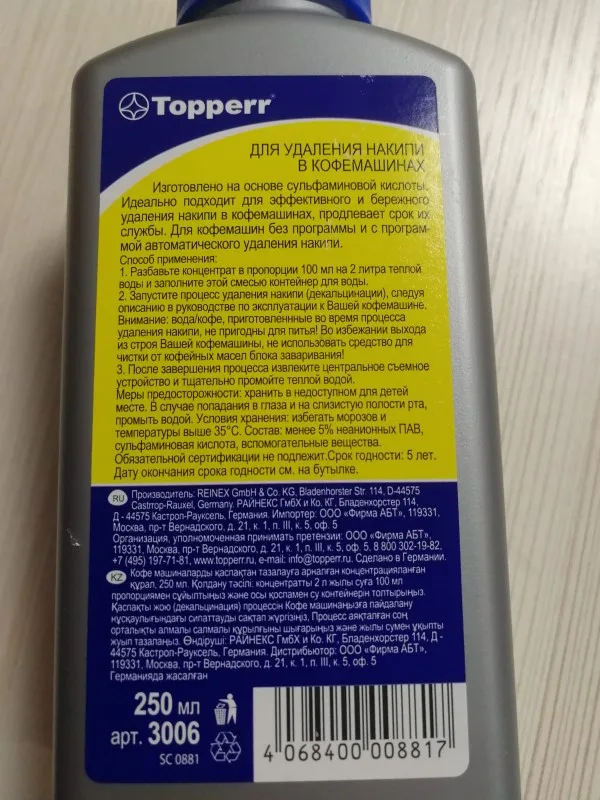 Topperr
ДЛЯ УДАЛЕНИЯ НАКИПИ
В КОФЕМАШИНАХ
Изготовлено на основе сульфаминовой кислоты.
Идеально подходит для эффективного и бережного
удаления накипи в кофемашинах, продлевает срок их
службы. Для кофемашин без программы и с програм-
мой автоматического удаления накипи.
Способ применения:
1. Разбавьте концентрат в пропорции 100 мл на 2 литра теплой
воды и заполните этой смесью контейнер для воды.
2. Запустите процесс удаления накипи (декальцинации), следуя
описанию в руководстве по эксплуатации к Вашей кофемашине.
Внимание: вода/кофе, приготовленные во время процесса
удаления накипи, не пригодны для питья! Во избежании выхода
из строя Вашей кофемашины, не использовать средство для
чистки от кофейных масел блока заваривания!
3. После завершения процесса извлеките центральное съемное
устройство и тщательно промойте теплой водой.
Меры предосторожности: хранить в недоступном для детей
месте. В случае попадания в глаза и на слизистую полости рта,
промыть водой. Условия хранения: избегать морозов и
температуры выше 35°С. Состав: менее 5% неанионных ПАВ,
сульфаминовая кислота, вспомогательные вещества.
Обязательной сертификации не подлежит.Срок годности: 5 лет.
Дату окончания срока годности см. на бутылке.
RU Производитель: REINEX GmbH & Co. KG, Bladenhorster Str. 114, D-44575
Castrop-Rauxel, Germany. РАЙНЕКС ГмбХ и Ко. КГ, Бладенхорстер 114,
Д - 44575 Кастроп-Рауксель, Германия. Импортер: ООО «Фирма АБТ», 119331,
Москва, пр-т Вернадского, д. 21, к. 1, п. III, к. 5, оф. 5
Организация, уполномоченная принимать претензии: ООО «Фирма АБТ»,
119331, Москва, пр-т Вернадского, д. 21, к. 1, п. III, к. 5, оф. 5, 8 800 302-19-82.
+7 (495) 197-71-81, www.topperr.ru, e-mail: info@topperr.ru. Сделано в Германии.
KZ Кофе машиналарды қаспақтан тазалауға арналған концентрацияланған
құрал, 250 мл. Қолдану тәсілі: концентратты 2 л жылы суға 100 мл
пропорциямен сұйылтыңыз және осы қоспамен су контейнерін топтырыңыз.
Қаспақты жою (декальцинация) процессін Кофе машинаңызға пайдалану
нұсқаулығындағы сипаттауды сақтап жүргізіңіз. Процесс аяқталған соң
орталықты алмалы салмалы құрылғыны шығарыңыз және жылы сумен ұқыпты
жуып тазалаңыз. Өндіруші: РАЙНЕКС ГмбХ и Ко. КГ, Бладенхорстер 114, Д -
44575 Кастроп-Рауксель, Германия. Дистрибьютор: ООО «Фирма АБТ»,
119331, Москва, пр-т Вернадского, д. 21, к. 1, п. III, к. 5, оф. 5
Германияда жасалған
250 мл
арт. 3006
SC 0881
4 068400 008817